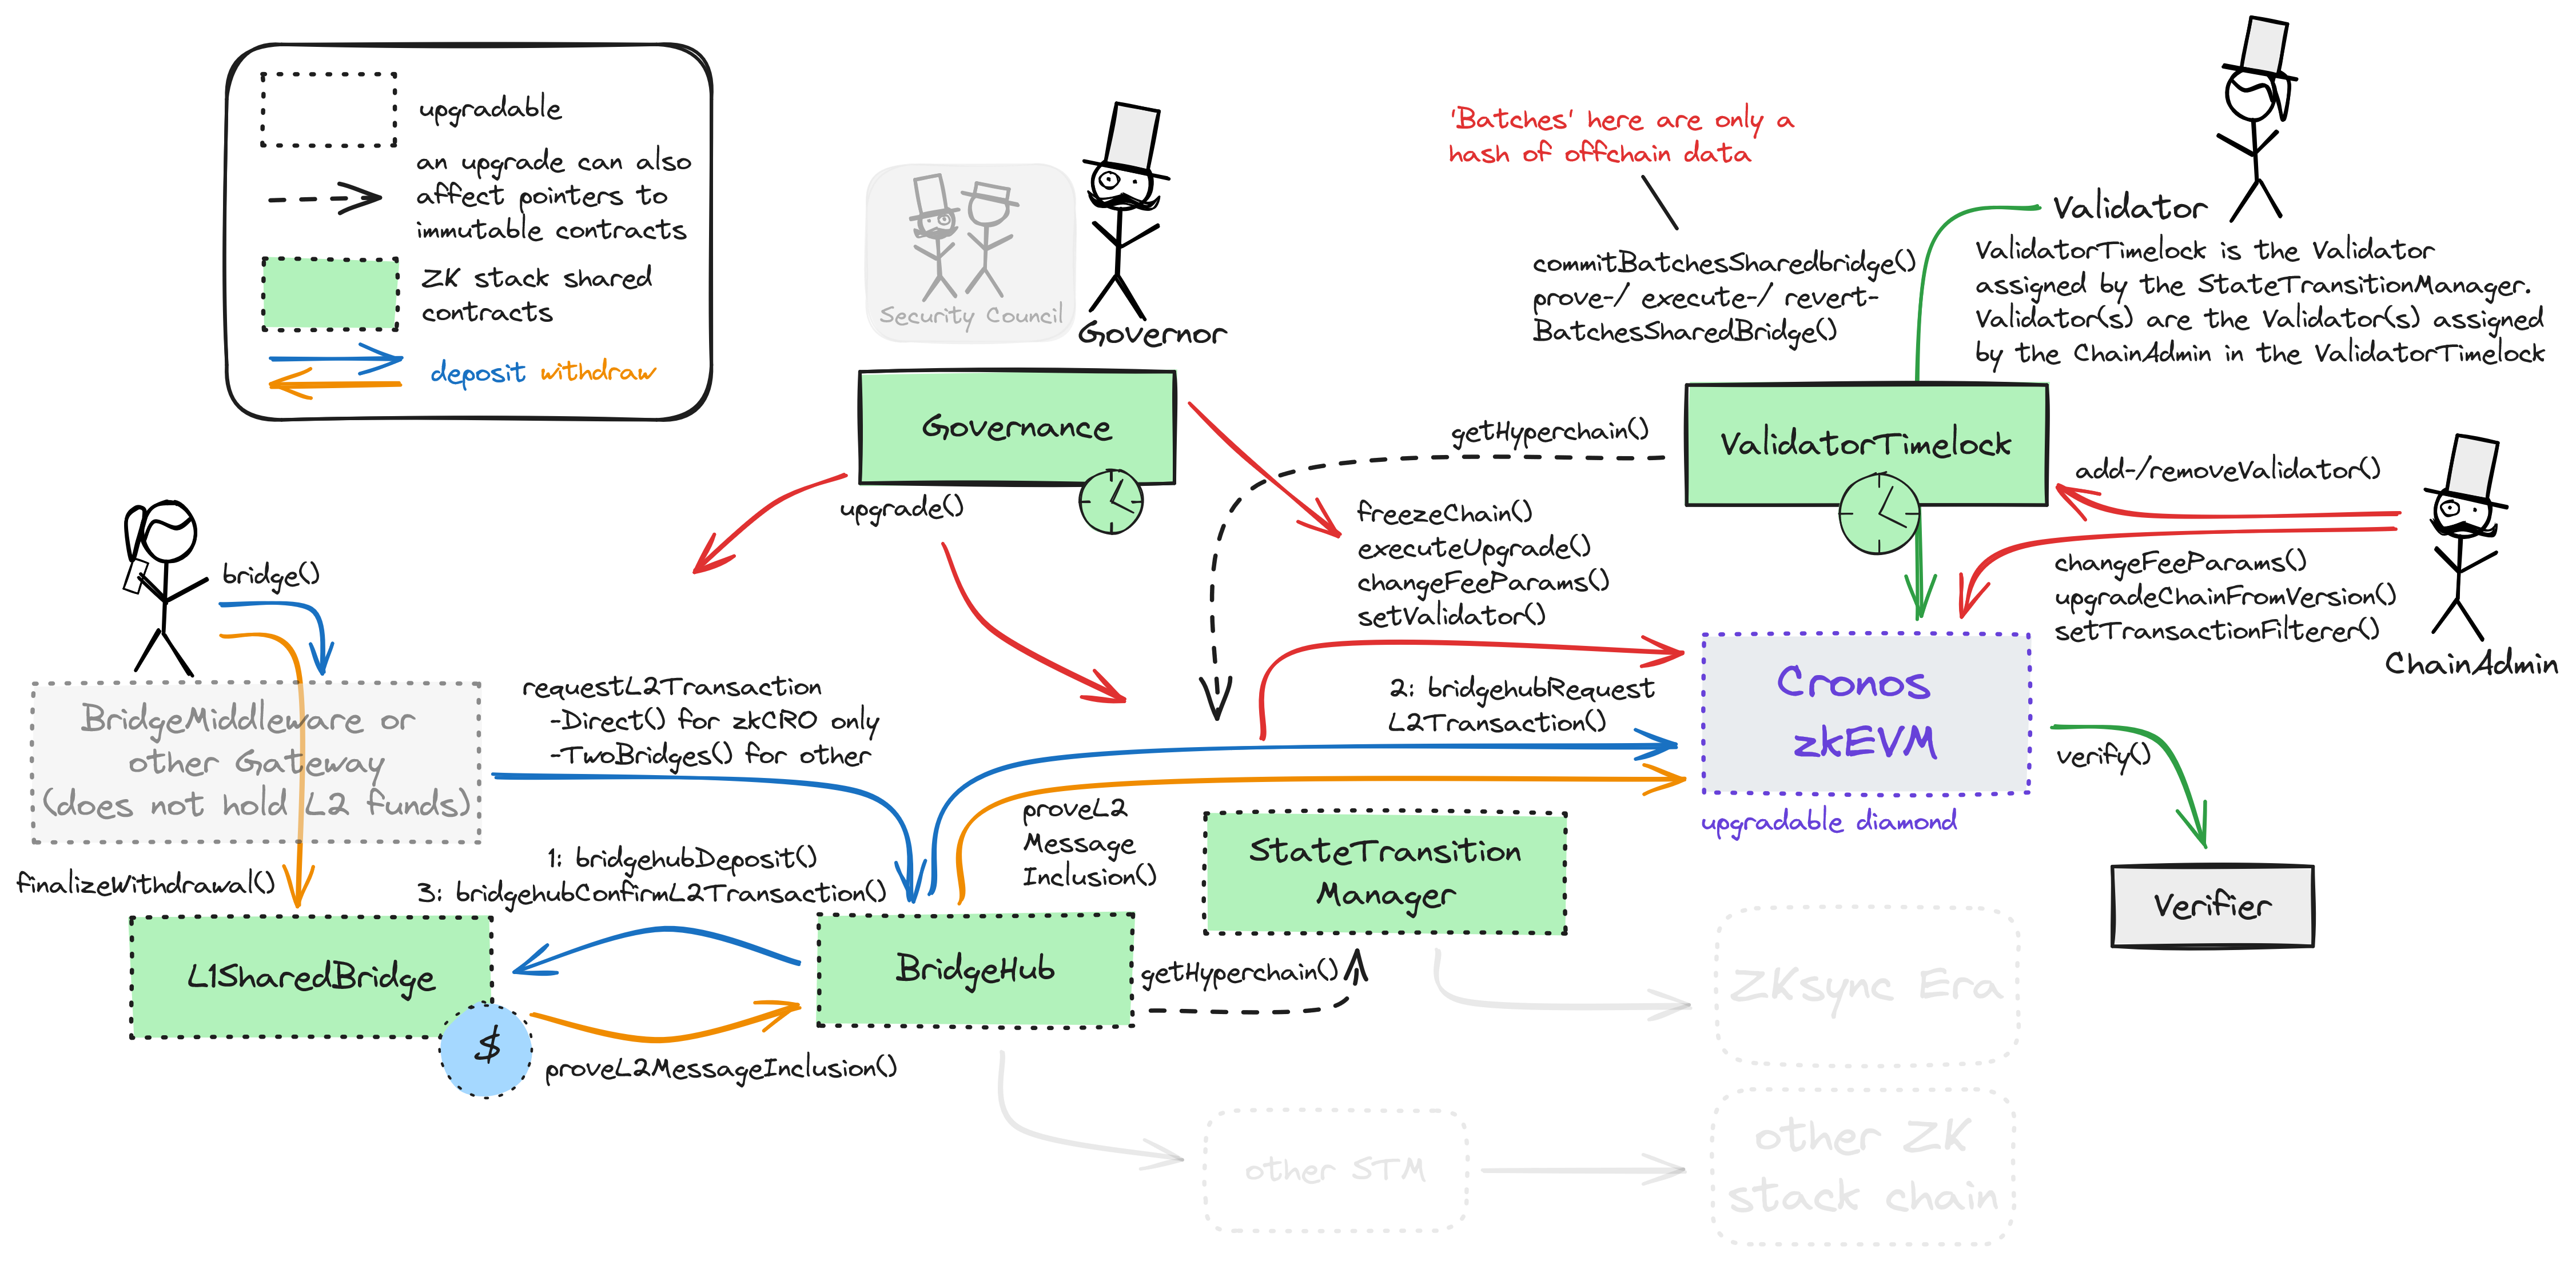 upgradable
an upgrade can also
affect pointers to
immutable contracts
ZK stack shared
contracts
deposit withdraw
Security Council
Governor
'Batches' here are only a
hash of offchain data
commitBatchesSharedbridge()
prove-/ execute-/ revert-
BatchesSharedBridge()
Validator
ValidatorTimelock is the Validator
assigned by the StateTransitionManager.
Validator(s) are the Validator(s) assigned
by the ChainAdmin in the ValidatorTimelock
Governance
getHyperchain()
ValidatorTimelock
add-/removeValidator()
upgrade()
freezeChain()
executeUpgrade()
changeFeeParams()
setValidator()
changeFeeParams()
upgradeChainFromVersion()
setTransactionFilterer()
ChainAdmin
bridge()
BridgeMiddleware or
other Gateway
(does not hold L2 funds)
requestL2Transaction
-Direct() for zkCRO only
-TwoBridges() for other
2: bridgehubRequest
L2Transaction()
Cronos
zkEVM
upgradable diamond
verify()
Verifier
proveL2
Message
Inclusion()
StateTransition
Manager
finalizeWithdrawal()
1: bridgehubDeposit()
3: bridgehubConfirmL2Transaction()
L1SharedBridge
$
BridgeHub
getHyperchain()
proveL2MessageInclusion()
ZKsync Era
other STM
other ZK
stack chain